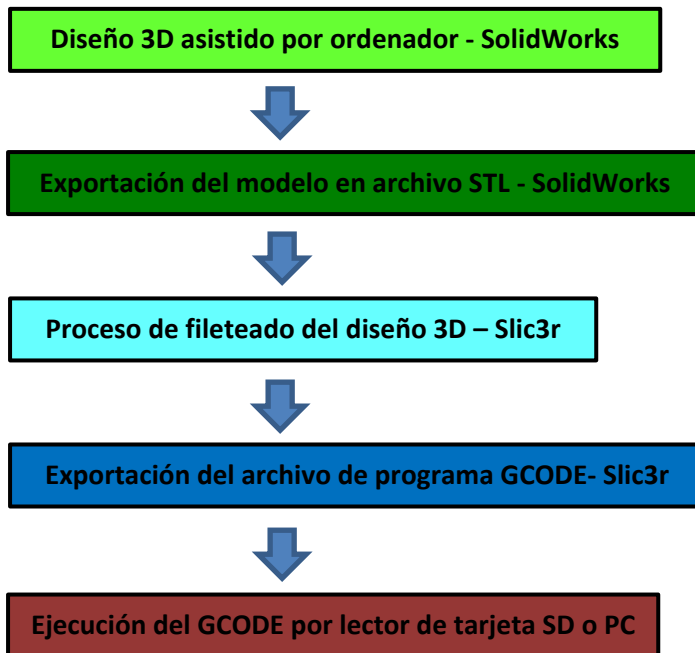 Diseño 3D asistido por ordenador - SolidWorks
Exportación del modelo en archivo STL - SolidWorks
Proceso de fileteado del diseño 3D – Slic3r
Exportación del archivo de programa GCODE- Slic3r
Ejecución del GCODE por lector de tarjeta SD o PC